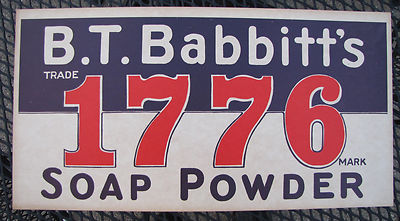 B.T. Babbitt's
TRADE
1776
MARK
SOAP POWDER